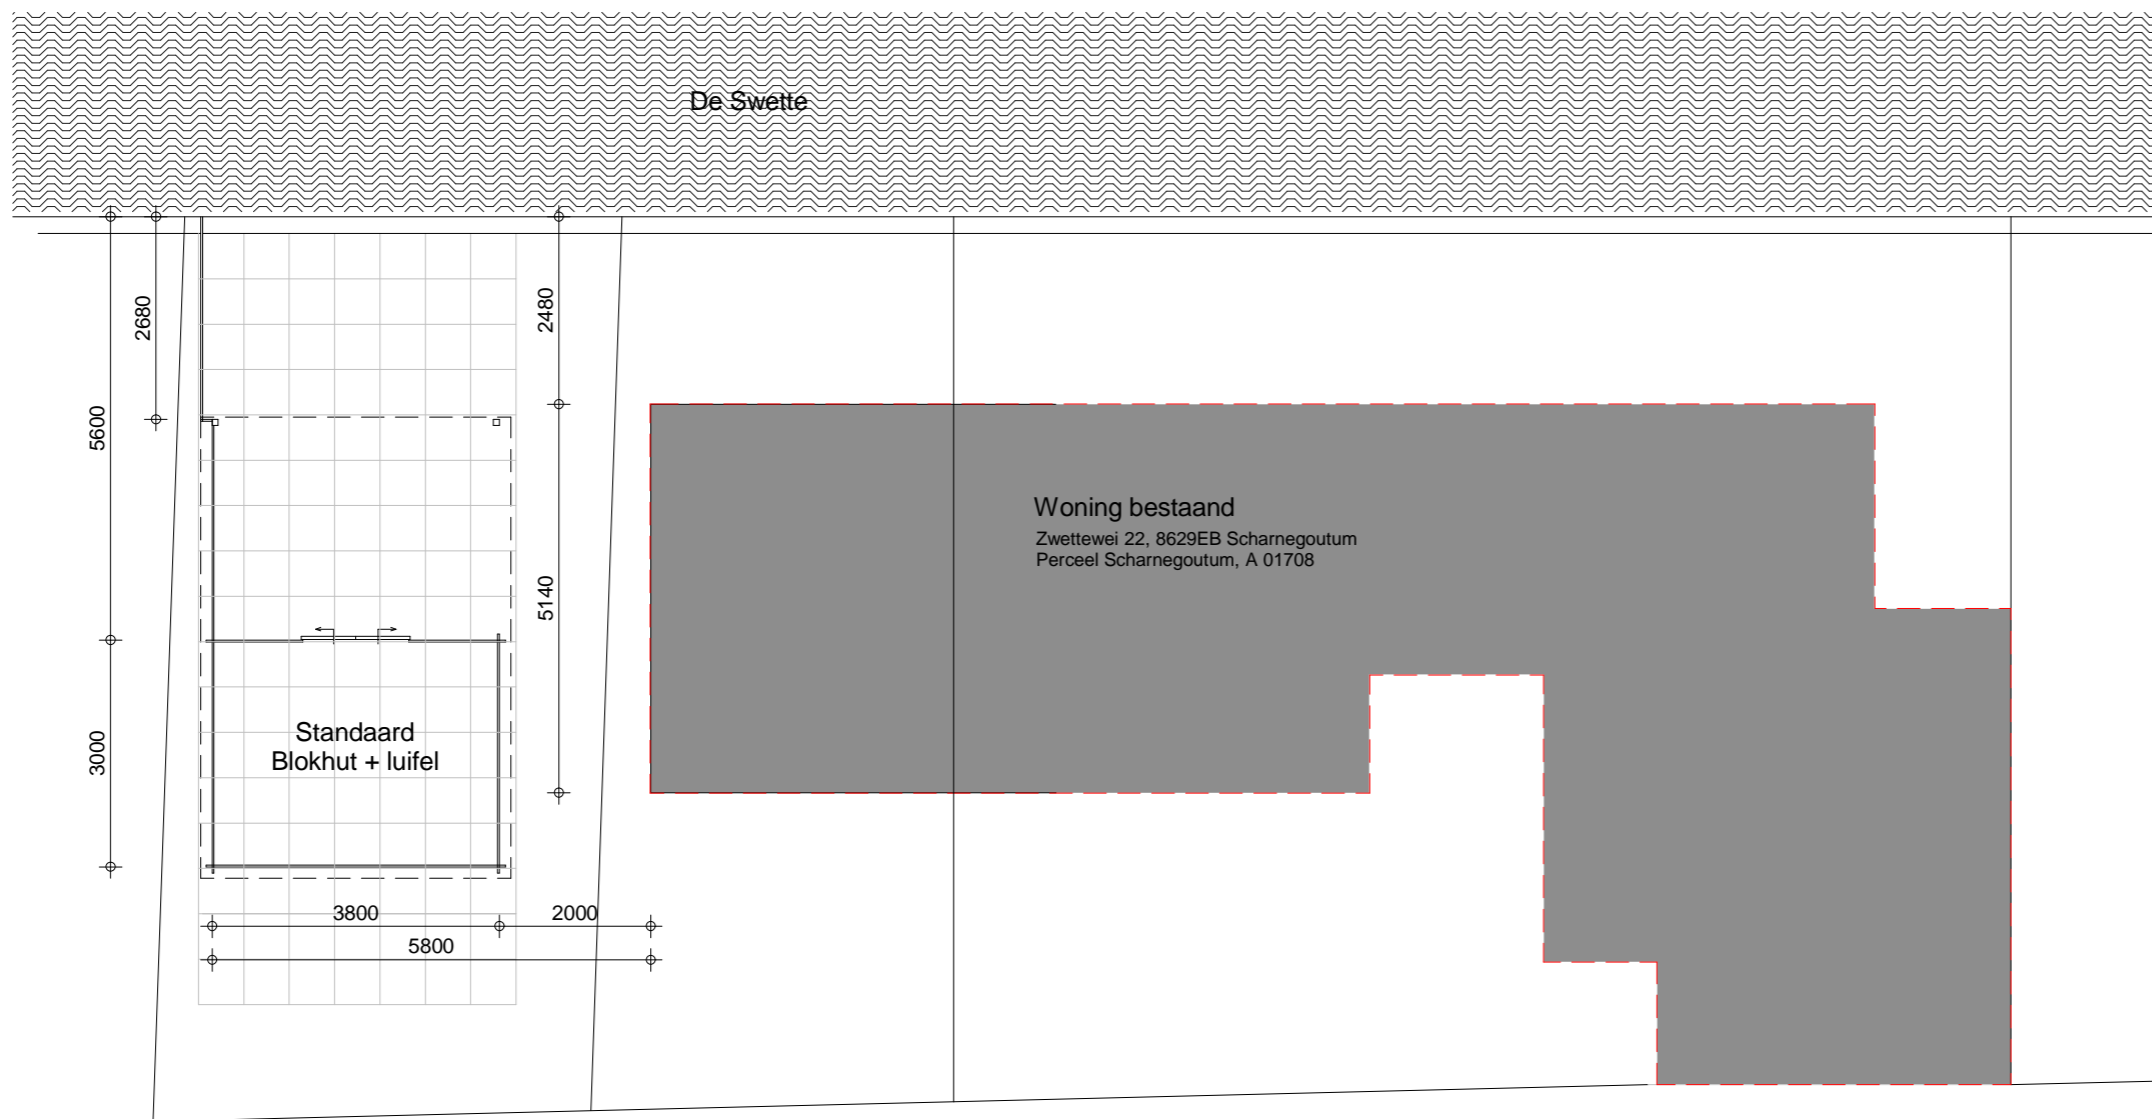 De Swette
2680
2480
5600
Woning bestaand
Zwettewei 22, 8629EB Scharnegoutum
Perceel Scharnegoutum, A 01708
5140
3000
Standaard
Blokhut + luifel
3800
2000
5800